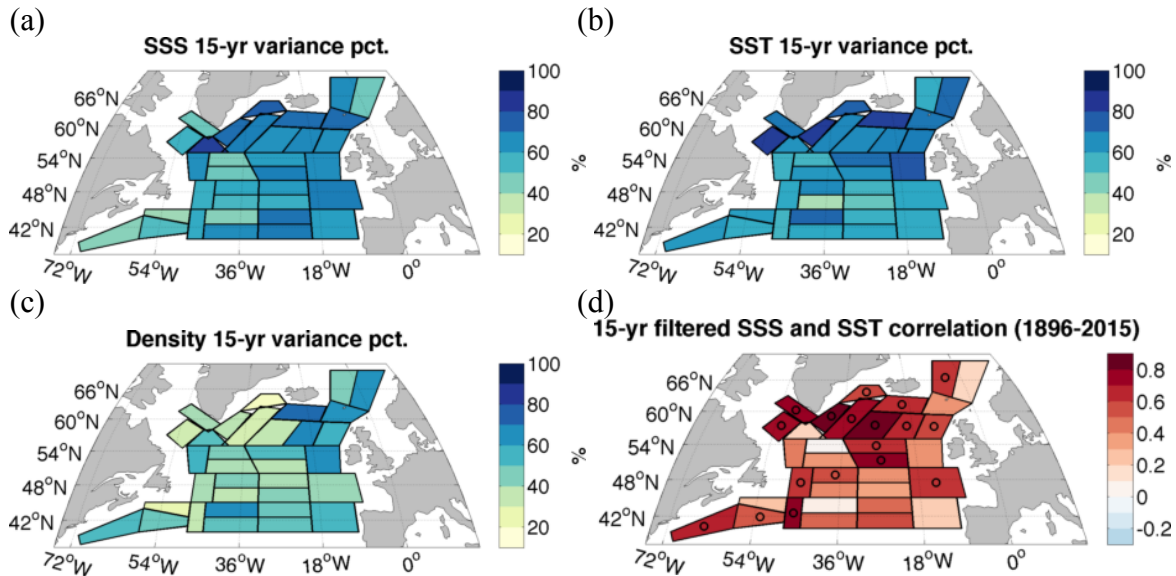 (a)
SSS 15-yr variance pct.
66°N
60°N
54°N
48°N
42°N
72°W 54°W 36°W 18°W 0°
100
80
60
40
20
%
(b)
SST 15-yr variance pct.
66°N
60°N
54°N
48°N
42°N
72°W 54°W 36°W 18°W 0°
100
80
60
40
20
%
(c)
Density 15-yr variance pct.
66°N
60°N
54°N
48°N
42°N
72°W 54°W 36°W 18°W 0°
100
80
60
40
20
%
(d)
15-yr filtered SSS and SST correlation (1896-2015)
66°N
60°N
54°N
48°N
42°N
72°W 54°W 36°W 18°W 0°
0.8
0.6
0.4
0.2
0
-0.2